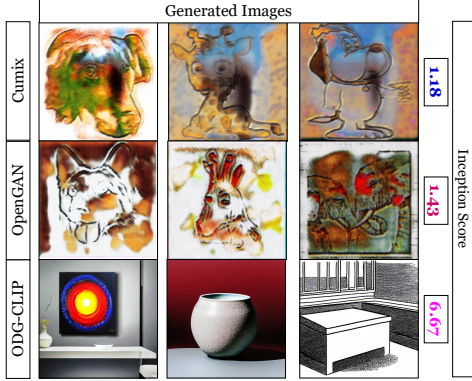 Generated Images
Cumix
1.18
OpenGAN
1.43
Inception Score
ODG-CLIP
6.67